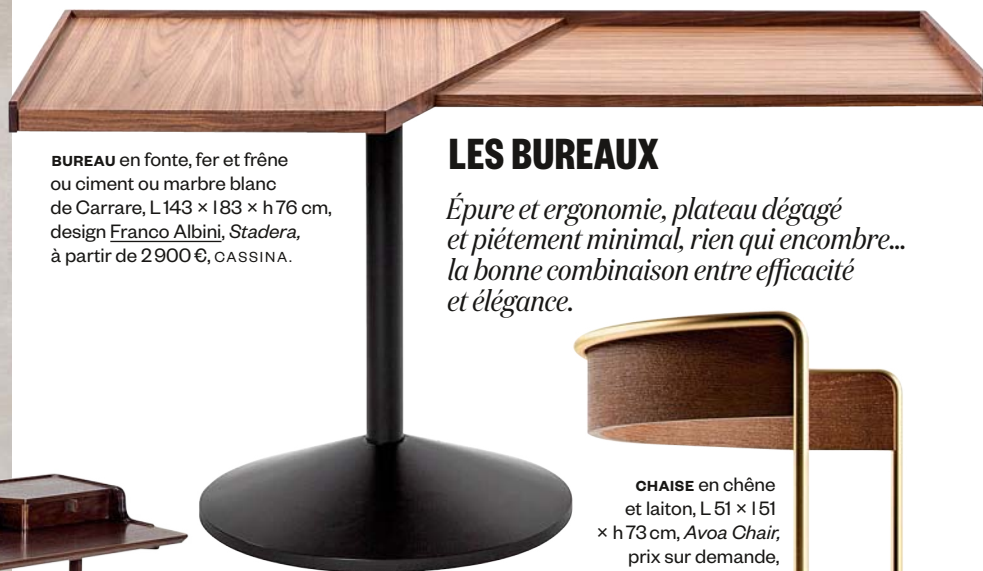 BUREAU en fonte, fer et frêne
ou ciment ou marbre blanc
de Carrare, L 143 × l 83 × h 76 cm,
design Franco Albini, Stadera,
à partir de 2 900 €, CASSINA.
LES BUREAUX
Épure et ergonomie, plateau dégagé
et piétement minimal, rien qui encombre...
la bonne combinaison entre efficacité
et élégance.
CHAISE en chêne
et laiton, L 51 × l 51
× h 73 cm, Avoa Chair,
prix sur demande,